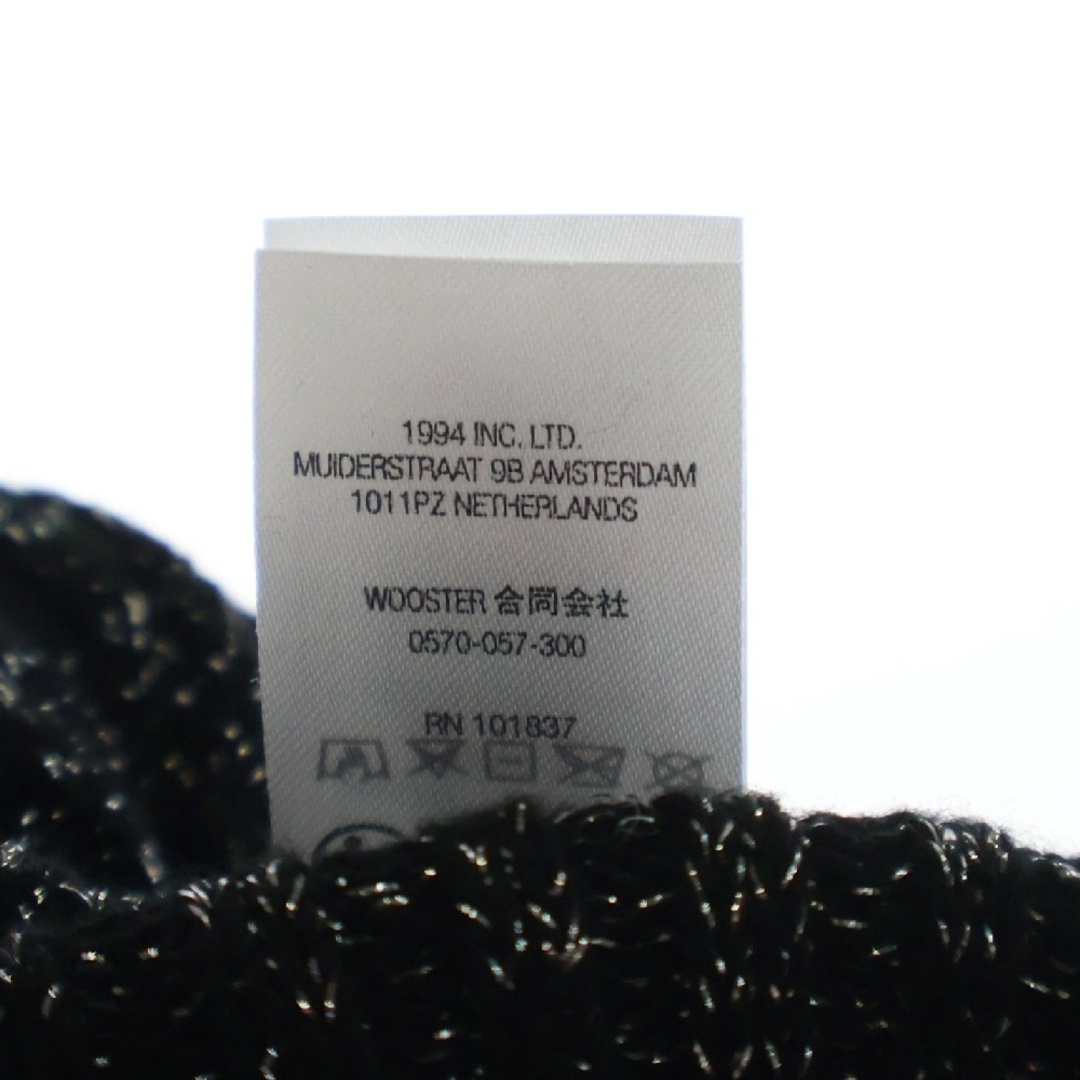 1994 INC. LTD.
MUIDERSTRAAT 9B AMSTERDAM
1011PZ NETHERLANDS
WOOSTER 合同会社
0570-057-300
RN 101837